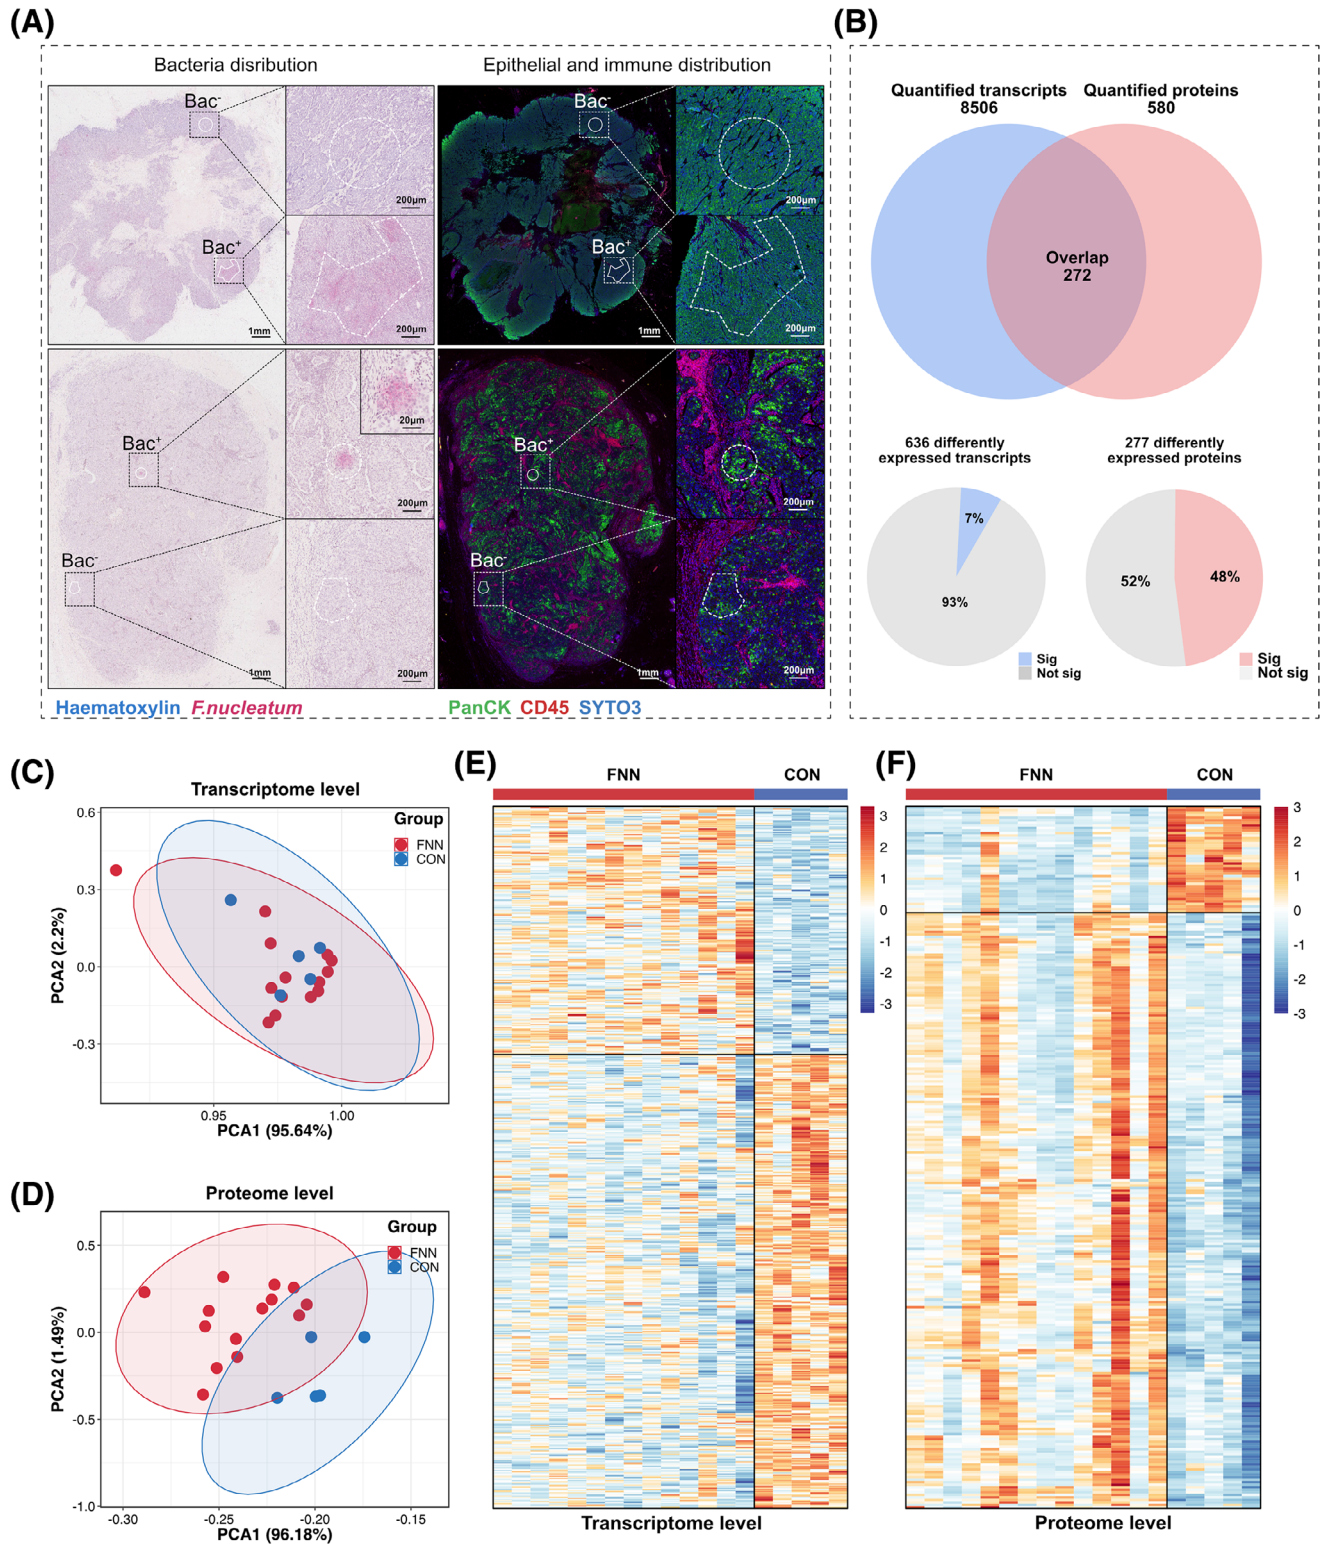 (A)
Bacteria disribution
Epithelial and immune distribution
Bac-
200µm
Bac+
1mm
200µm
Bac-
200µm
Bac+
1mm
200µm
20µm
Bac+
200µm
Bac-
1mm
200µm
Bac+
200µm
Bac-
1mm
200µm
Haematoxylin F.nucleatum
PanCK CD45 SYTO3
(B)
Quantified transcripts
8506
Quantified proteins
580
Overlap
272
636 differently
expressed transcripts
7%
93%
Sig
Not sig
277 differently
expressed proteins
52%
48%
Sig
Not sig
(C)
Transcriptome level
Group
FNN
CON
0.6
0.3
0.0
-0.3
PCA2 (2.2%)
0.95
1.00
PCA1 (95.64%)
(D)
Proteome level
Group
FNN
CON
0.5
0.0
-0.5
-1.0
PCA2 (1.49%)
-0.30
-0.25
-0.20
-0.15
PCA1 (96.18%)
(E)
FNN
CON
3
2
1
0
-1
-2
-3
Transcriptome level
(F)
FNN
CON
3
2
1
0
-1
-2
-3
Proteome level